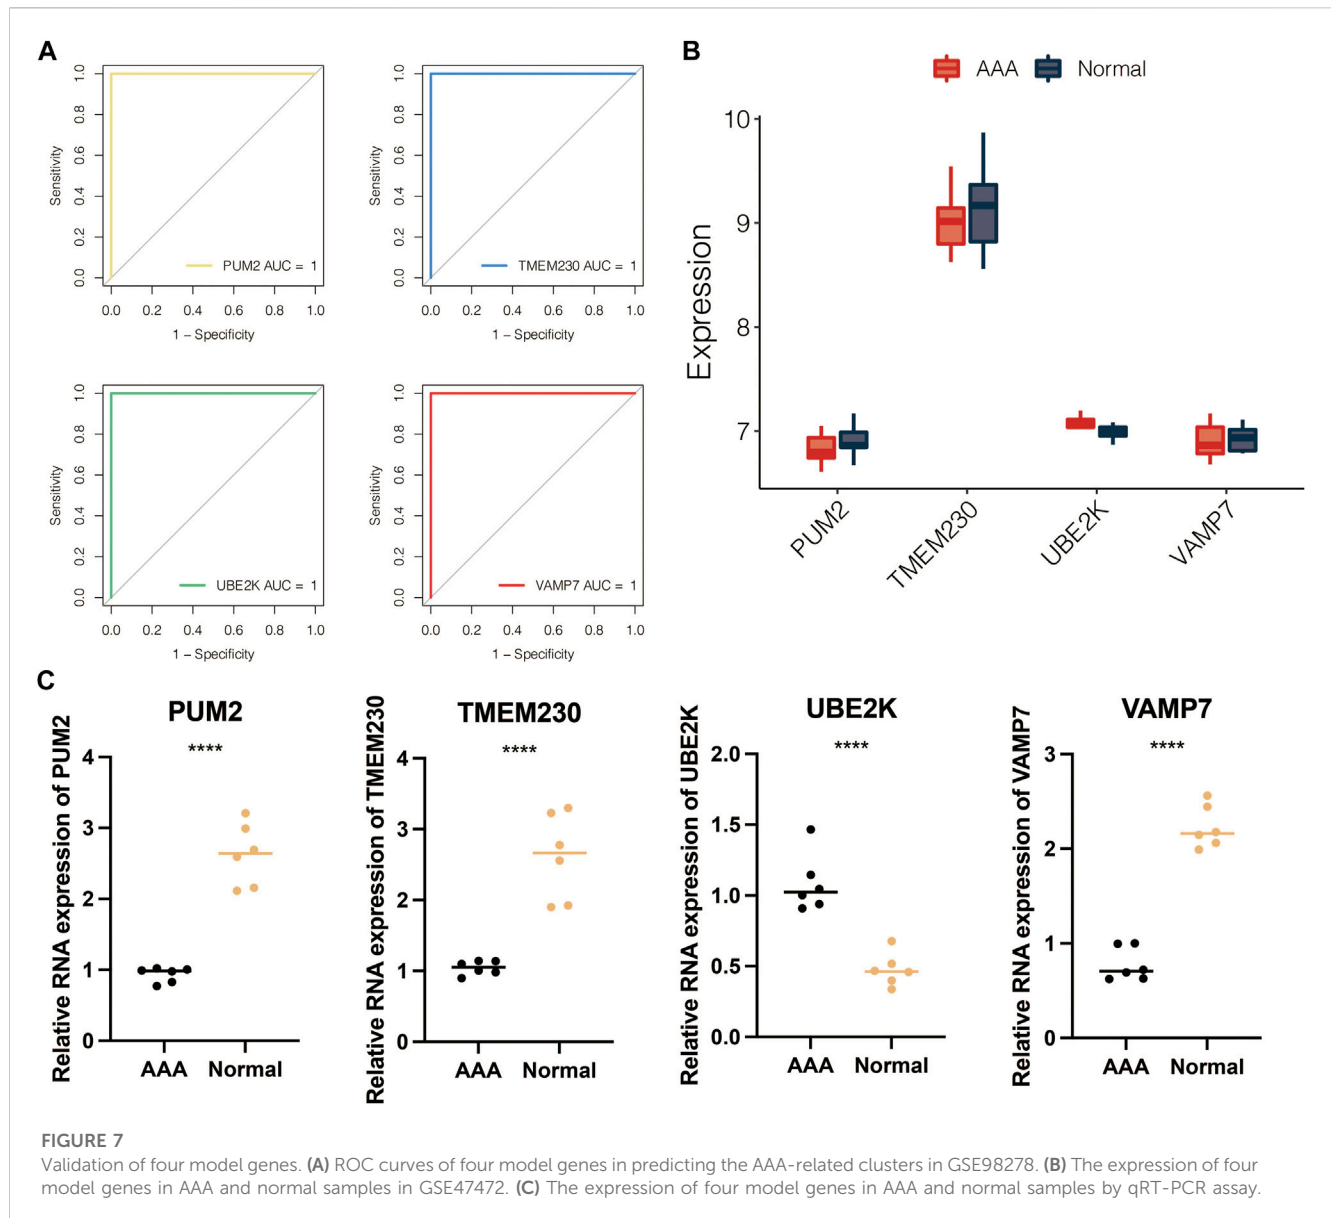 A
1.0
0.8
0.6
0.4
0.2
0.0
Sensitivity
PUM2 AUC = 1
0.0 0.2 0.4 0.6 0.8 1.0
1 − Specificity
1.0
0.8
0.6
0.4
0.2
0.0
Sensitivity
TMEM230 AUC = 1
0.0 0.2 0.4 0.6 0.8 1.0
1 − Specificity
1.0
0.8
0.6
0.4
0.2
0.0
Sensitivity
UBE2K AUC = 1
0.0 0.2 0.4 0.6 0.8 1.0
1 − Specificity
1.0
0.8
0.6
0.4
0.2
0.0
Sensitivity
VAMP7 AUC = 1
0.0 0.2 0.4 0.6 0.8 1.0
1 − Specificity
B
AAA Normal
10
9
8
7
Expression
PUM2
TMEM230
UBE2K
VAMP7
C
PUM2
****
Relative RNA expression of PUM2
4
3
2
1
0
AAA Normal
TMEM230
****
Relative RNA expression of TMEM230
4
3
2
1
0
AAA Normal
UBE2K
****
Relative RNA expression of UBE2K
2.0
1.5
1.0
0.5
0.0
AAA Normal
VAMP7
****
Relative RNA expression of VAMP7
3
2
1
0
AAA Normal
FIGURE 7
Validation of four model genes. (A) ROC curves of four model genes in predicting the AAA-related clusters in GSE98278. (B) The expression of four
model genes in AAA and normal samples in GSE47472. (C) The expression of four model genes in AAA and normal samples by qRT-PCR assay.